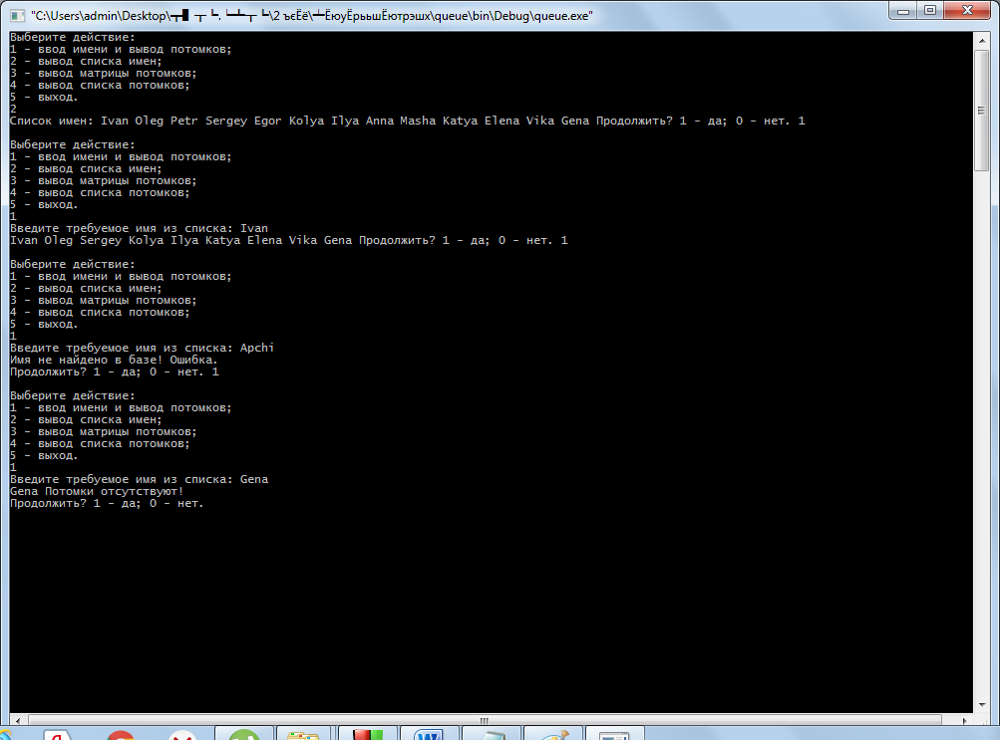 "C:\Users\admin\Desktop\ \2 ъєЁё\ ЁюуЁрььшЁютрэшх\queue\bin\Debug\queue.exe"
Выберите действие:
1 - ввод имени и вывод потомков;
2 - вывод списка имен;
3 - вывод матрицы потомков;
4 - вывод списка потомков;
5 - выход.
2
Список имен: Ivan Oleg Petr Sergey Egor Kolya Ilya Anna Masha Katya Elena Vika Gena Продолжить? 1 - да; 0 - нет. 1
Выберите действие:
1 - ввод имени и вывод потомков;
2 - вывод списка имен;
3 - вывод матрицы потомков;
4 - вывод списка потомков;
5 - выход.
1
Введите требуемое имя из списка: Ivan
Ivan Oleg Sergey Kolya Ilya Katya Elena Vika Gena Продолжить? 1 - да; 0 - нет. 1
Выберите действие:
1 - ввод имени и вывод потомков;
2 - вывод списка имен;
3 - вывод матрицы потомков;
4 - вывод списка потомков;
5 - выход.
1
Введите требуемое имя из списка: Apchi
Имя не найдено в базе! Ошибка.
Продолжить? 1 - да; 0 - нет. 1
Выберите действие:
1 - ввод имени и вывод потомков;
2 - вывод списка имен;
3 - вывод матрицы потомков;
4 - вывод списка потомков;
5 - выход.
1
Введите требуемое имя из списка: Gena
Gena Потомки отсутствуют!
Продолжить? 1 - да; 0 - нет.